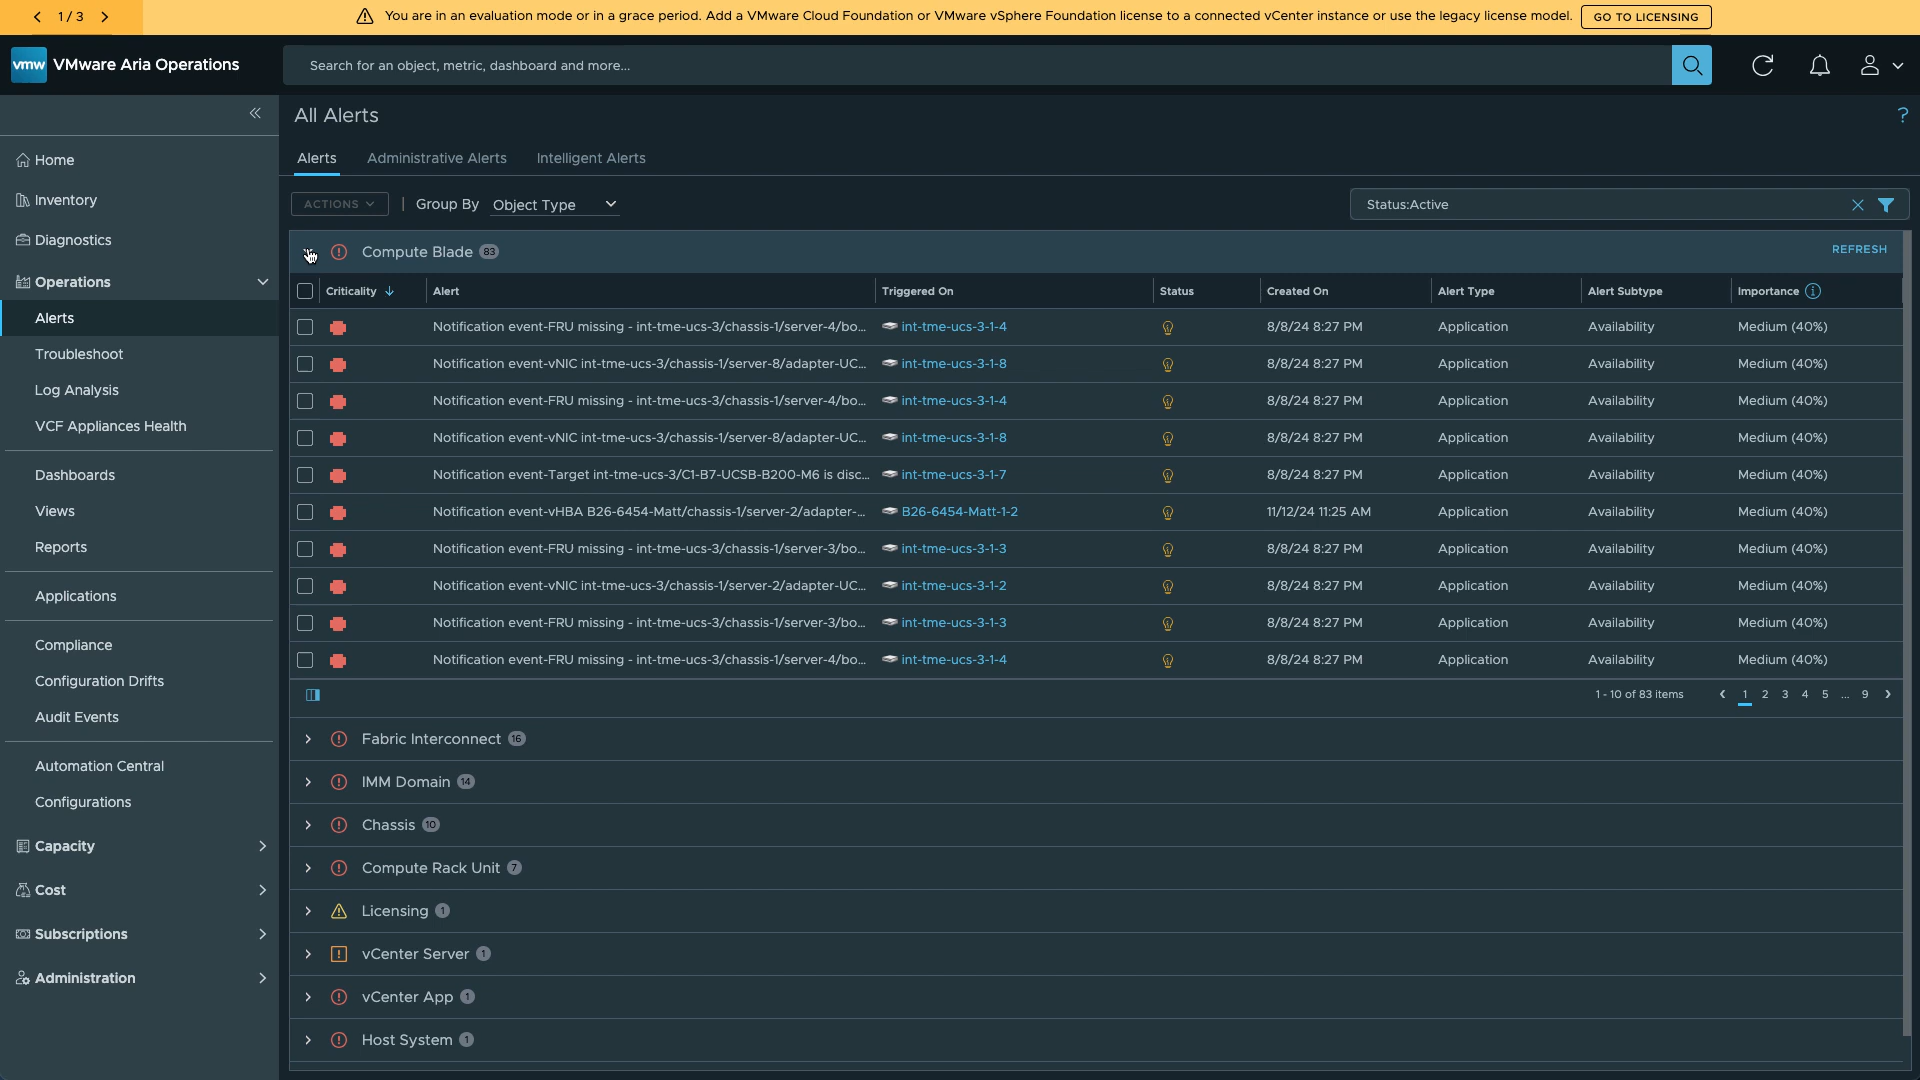 1 / 3
You are in an evaluation mode or in a grace period. Add a VMware Cloud Foundation or VMware vSphere Foundation license to a connected vCenter instance or use the legacy license model.
GO TO LICENSING
vmw VMware Aria Operations
Search for an object, metric, dashboard and more...
All Alerts
?
Home
Inventory
Diagnostics
Operations
Alerts
Troubleshoot
Log Analysis
VCF Appliances Health
Dashboards
Views
Reports
Applications
Compliance
Configuration Drifts
Audit Events
Automation Central
Configurations
Capacity
Cost
Subscriptions
Administration
Alerts Administrative Alerts Intelligent Alerts
ACTIONS | Group By Object Type Status:Active
Compute Blade 83 REFRESH
Criticality Alert Triggered On Status Created On Alert Type Alert Subtype Importance
Notification event-FRU missing - int-tme-ucs-3/chassis-1/server-4/bo... int-tme-ucs-3-1-4 8/8/24 8:27 PM Application Availability Medium (40%)
Notification event-vNIC int-tme-ucs-3/chassis-1/server-8/adapter-UC... int-tme-ucs-3-1-8 8/8/24 8:27 PM Application Availability Medium (40%)
Notification event-FRU missing - int-tme-ucs-3/chassis-1/server-4/bo... int-tme-ucs-3-1-4 8/8/24 8:27 PM Application Availability Medium (40%)
Notification event-vNIC int-tme-ucs-3/chassis-1/server-8/adapter-UC... int-tme-ucs-3-1-8 8/8/24 8:27 PM Application Availability Medium (40%)
Notification event-Target int-tme-ucs-3/C1-B7-UCSB-B200-M6 is disc... int-tme-ucs-3-1-7 8/8/24 8:27 PM Application Availability Medium (40%)
Notification event-vHBA B26-6454-Matt/chassis-1/server-2/adapter-... B26-6454-Matt-1-2 11/12/24 11:25 AM Application Availability Medium (40%)
Notification event-FRU missing - int-tme-ucs-3/chassis-1/server-3/bo... int-tme-ucs-3-1-3 8/8/24 8:27 PM Application Availability Medium (40%)
Notification event-vNIC int-tme-ucs-3/chassis-1/server-2/adapter-UC... int-tme-ucs-3-1-2 8/8/24 8:27 PM Application Availability Medium (40%)
Notification event-FRU missing - int-tme-ucs-3/chassis-1/server-3/bo... int-tme-ucs-3-1-3 8/8/24 8:27 PM Application Availability Medium (40%)
Notification event-FRU missing - int-tme-ucs-3/chassis-1/server-4/bo... int-tme-ucs-3-1-4 8/8/24 8:27 PM Application Availability Medium (40%)
1 - 10 of 83 items 1 2 3 4 5 ... 9
Fabric Interconnect 16
IMM Domain 14
Chassis 10
Compute Rack Unit 7
Licensing 1
vCenter Server 1
vCenter App 1
Host System 1